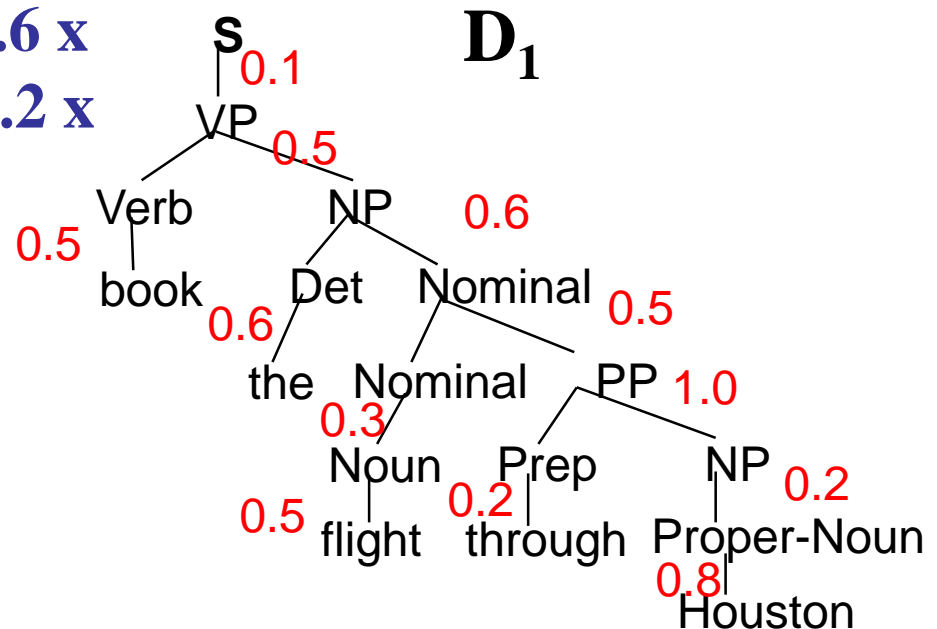 .6 x
S
D1
0.1
.2 x
VP
0.5
Verb
NP
0.6
0.5
book
Det
Nominal
0.5
0.6
the
Nominal
PP
1.0
0.3
Noun
Prep
NP
0.2
0.5
0.2
flight
through
Proper-Noun
0.8
Houston